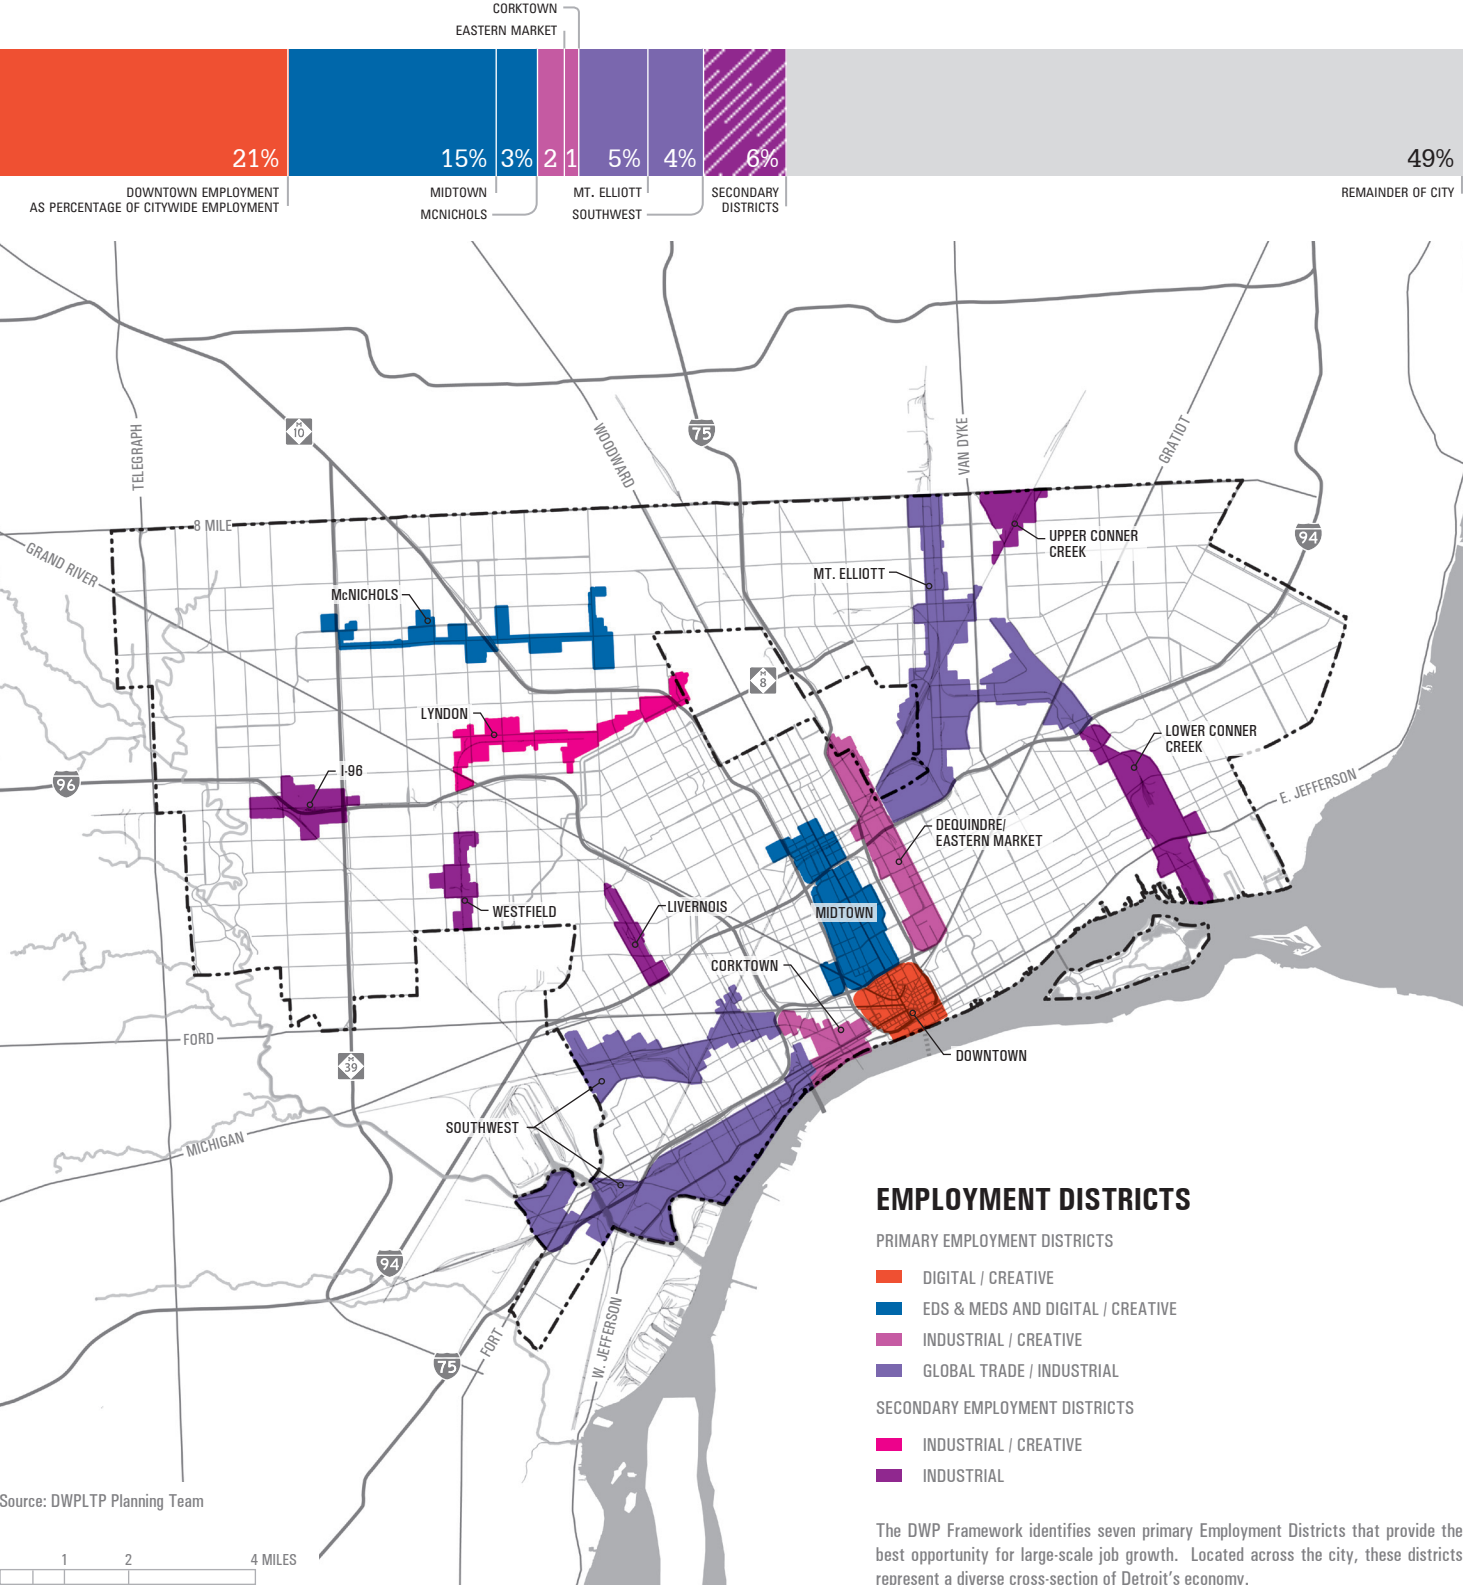 CORKTOWN
EASTERN MARKET
21%
15%
3%
2
1
5%
4%
6%
49%
DOWNTOWN EMPLOYMENT
AS PERCENTAGE OF CITYWIDE EMPLOYMENT
MIDTOWN
MCNICHOLS
MT. ELLIOTT
SOUTHWEST
SECONDARY
DISTRICTS
REMAINDER OF CITY
M
10
75
TELEGRAPH
WOODWARD
VAN DYKE
GRATIOT
8 MILE
94
GRAND RIVER
UPPER CONNER
CREEK
MT. ELLIOTT
McNICHOLS
M
8
LYNDON
LOWER CONNER
CREEK
I-96
96
E. JEFFERSON
DEQUINDRE/
EASTERN MARKET
LIVERNOIS
WESTFIELD
MIDTOWN
CORKTOWN
FORD
DOWNTOWN
M
39
SOUTHWEST
MICHIGAN
94
75
FORT
W. JEFFERSON
EMPLOYMENT DISTRICTS
PRIMARY EMPLOYMENT DISTRICTS
DIGITAL / CREATIVE
EDS & MEDS AND DIGITAL / CREATIVE
INDUSTRIAL / CREATIVE
GLOBAL TRADE / INDUSTRIAL
SECONDARY EMPLOYMENT DISTRICTS
INDUSTRIAL / CREATIVE
INDUSTRIAL
Source: DWPLTP Planning Team
1
2
4 MILES
The DWP Framework identifies seven primary Employment Districts that provide the
best opportunity for large-scale job growth. Located across the city, these districts
represent a diverse cross-section of Detroit's economy.